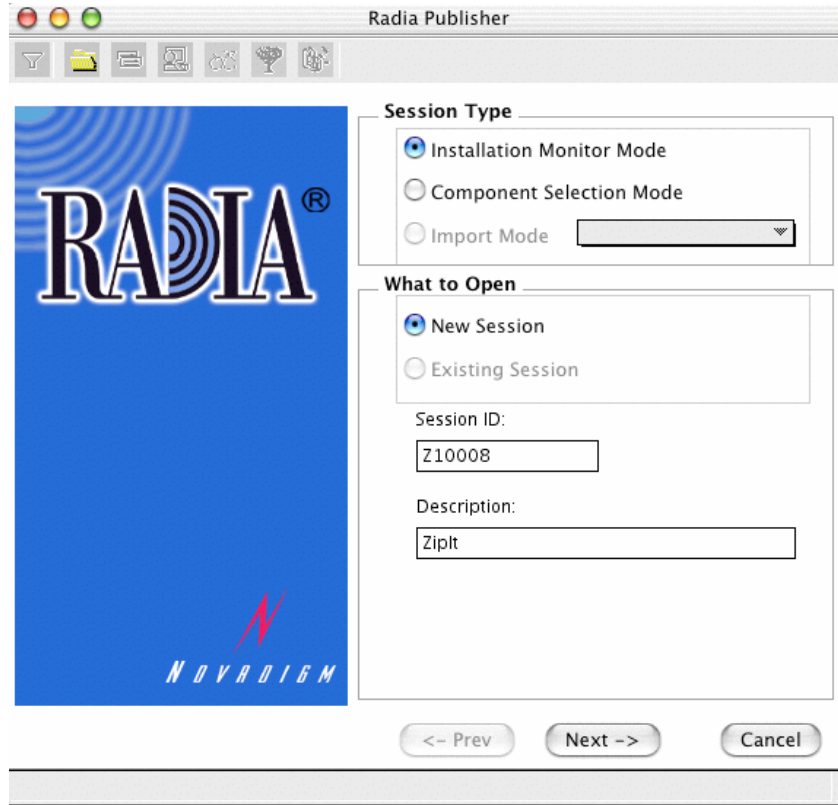 Radia Publisher
RADIA®
NOVADIGM
Session Type
Installation Monitor Mode
Component Selection Mode
Import Mode
What to Open
New Session
Existing Session
Session ID:
Z10008
Description:
ZipIt
<- Prev
Next ->
Cancel